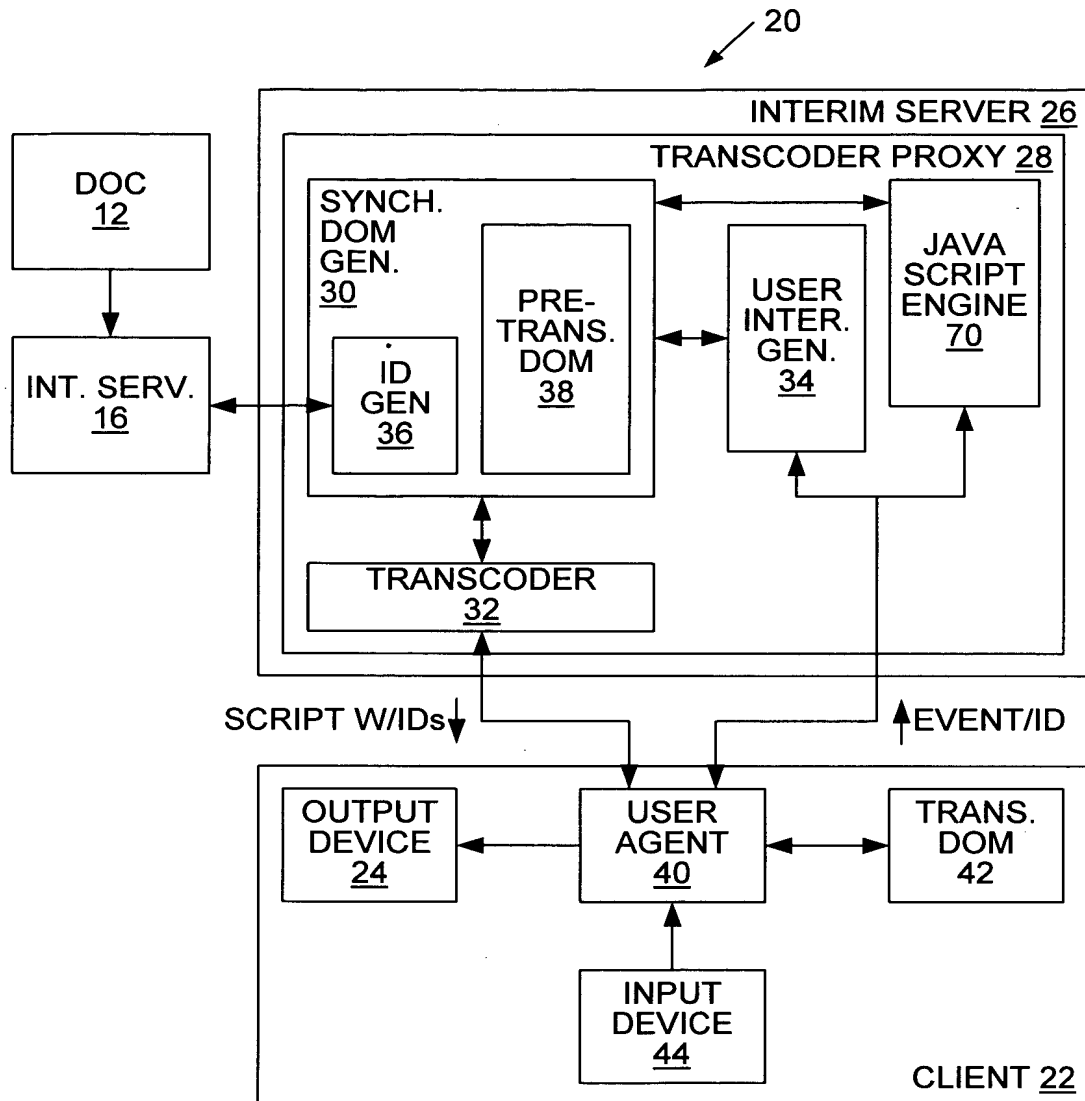 20
INTERIM SERVER 26
TRANSCODER PROXY 28
DOC
12
INT. SERV.
16
SYNCH.
DOM
GEN.
30
ID
GEN
36
PRE-
TRANS.
DOM
38
USER
INTER.
GEN.
34
JAVA
SCRIPT
ENGINE
70
TRANSCODER
32
SCRIPT W/IDs
EVENT/ID
OUTPUT
DEVICE
24
USER
AGENT
40
TRANS.
DOM
42
INPUT
DEVICE
44
CLIENT 22